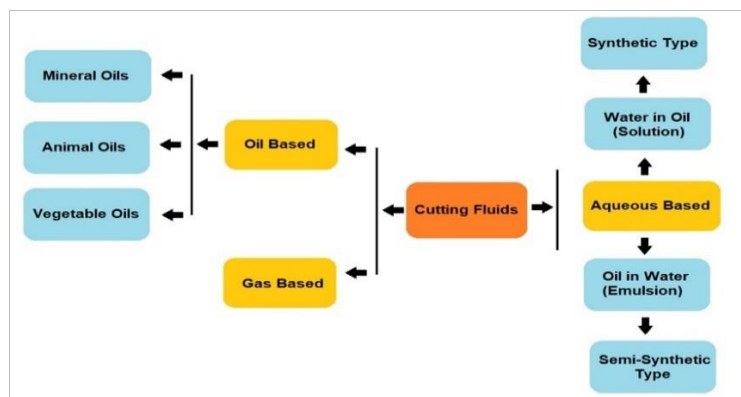 Synthetic Type
Mineral Oils
Water in Oil
(Solution)
Animal Oils
Oil Based
Vegetable Oils
Cutting Fluids
Aqueous Based
Gas Based
Oil in Water
(Emulsion)
Semi-Synthetic
Type